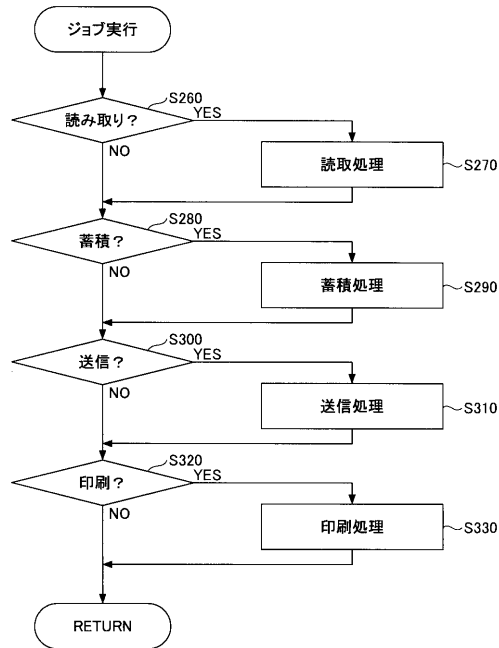 ジョブ実行
S260
読み取り?
YES
NO
読取処理
S270
S280
蓄積?
YES
NO
蓄積処理
S290
S300
送信?
YES
NO
送信処理
S310
S320
印刷?
YES
NO
印刷処理
S330
RETURN